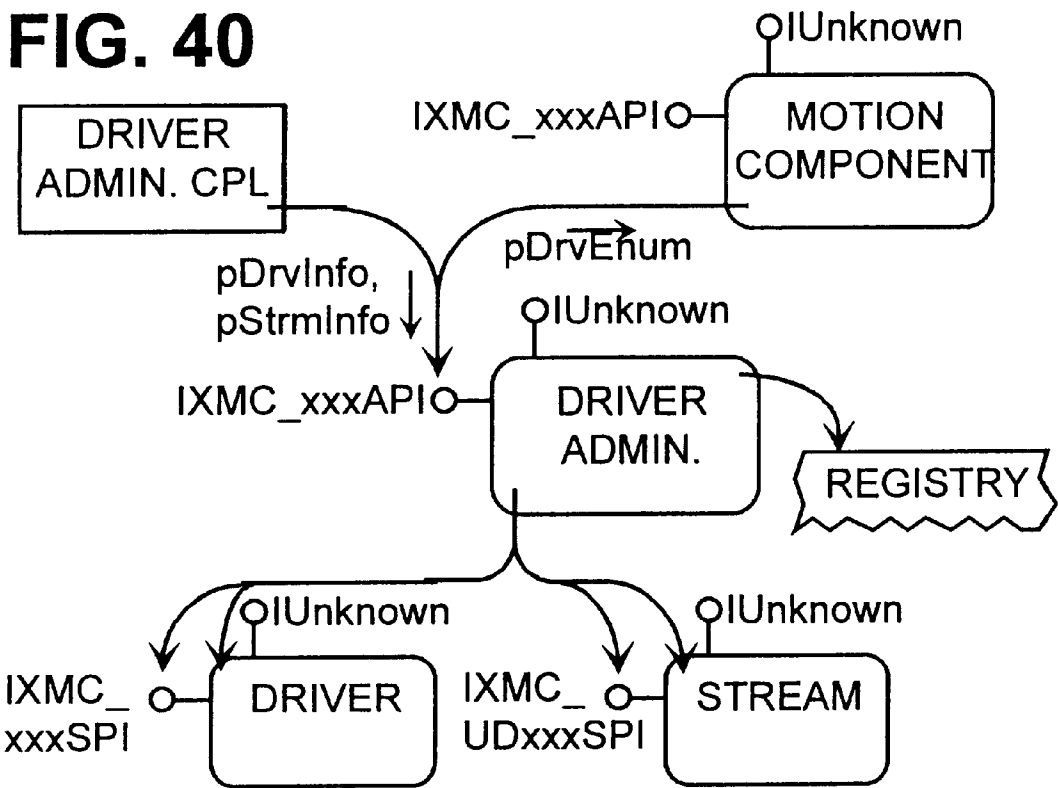 FIG. 40
IUnknown
IXMC_xxxAPI
MOTION
COMPONENT
DRIVER
ADMIN. CPL
pDrvEnum
pDrvInfo,
pStrmInfo
IUnknown
IXMC_xxxAPI
DRIVER
ADMIN.
REGISTRY
IUnknown
IXMC_
xxxSPI
DRIVER
IUnknown
IXMC_
UDxxxSPI
STREAM